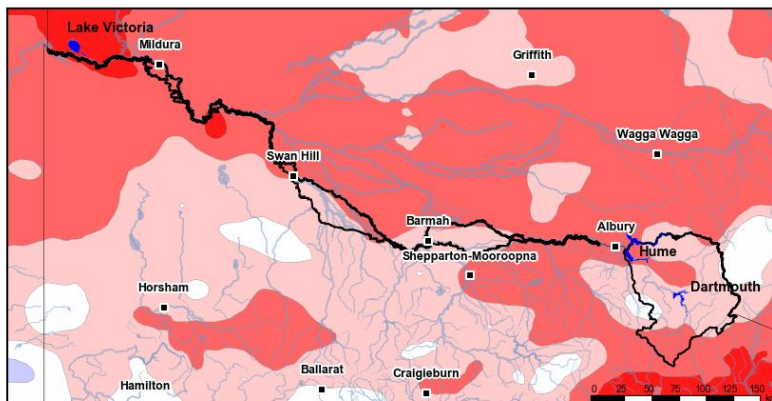 Lake Victoria
Mildura
Griffith
Wagga Wagga
Swan Hill
Barmah
Albury
Hume
Shepparton-Mooroopna
Dartmouth
Horsham
Hamilton
Ballarat
Craigieburn
0 25 50 75 100 125 150